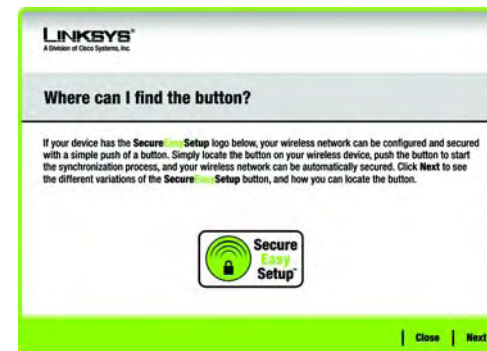 LINKSYS®
A Division of Cisco Systems, Inc.
Where can I find the button?
If your device has the SecureEasySetup logo below, your wireless network can be configured and secured
with a simple push of a button. Simply locate the button on your wireless device, push the button to start
the synchronization process, and your wireless network can be automatically secured. Click Next to see
the different variations of the SecureEasySetup button, and how you can locate the button.
Secure
Easy
Setup™
Close | Next